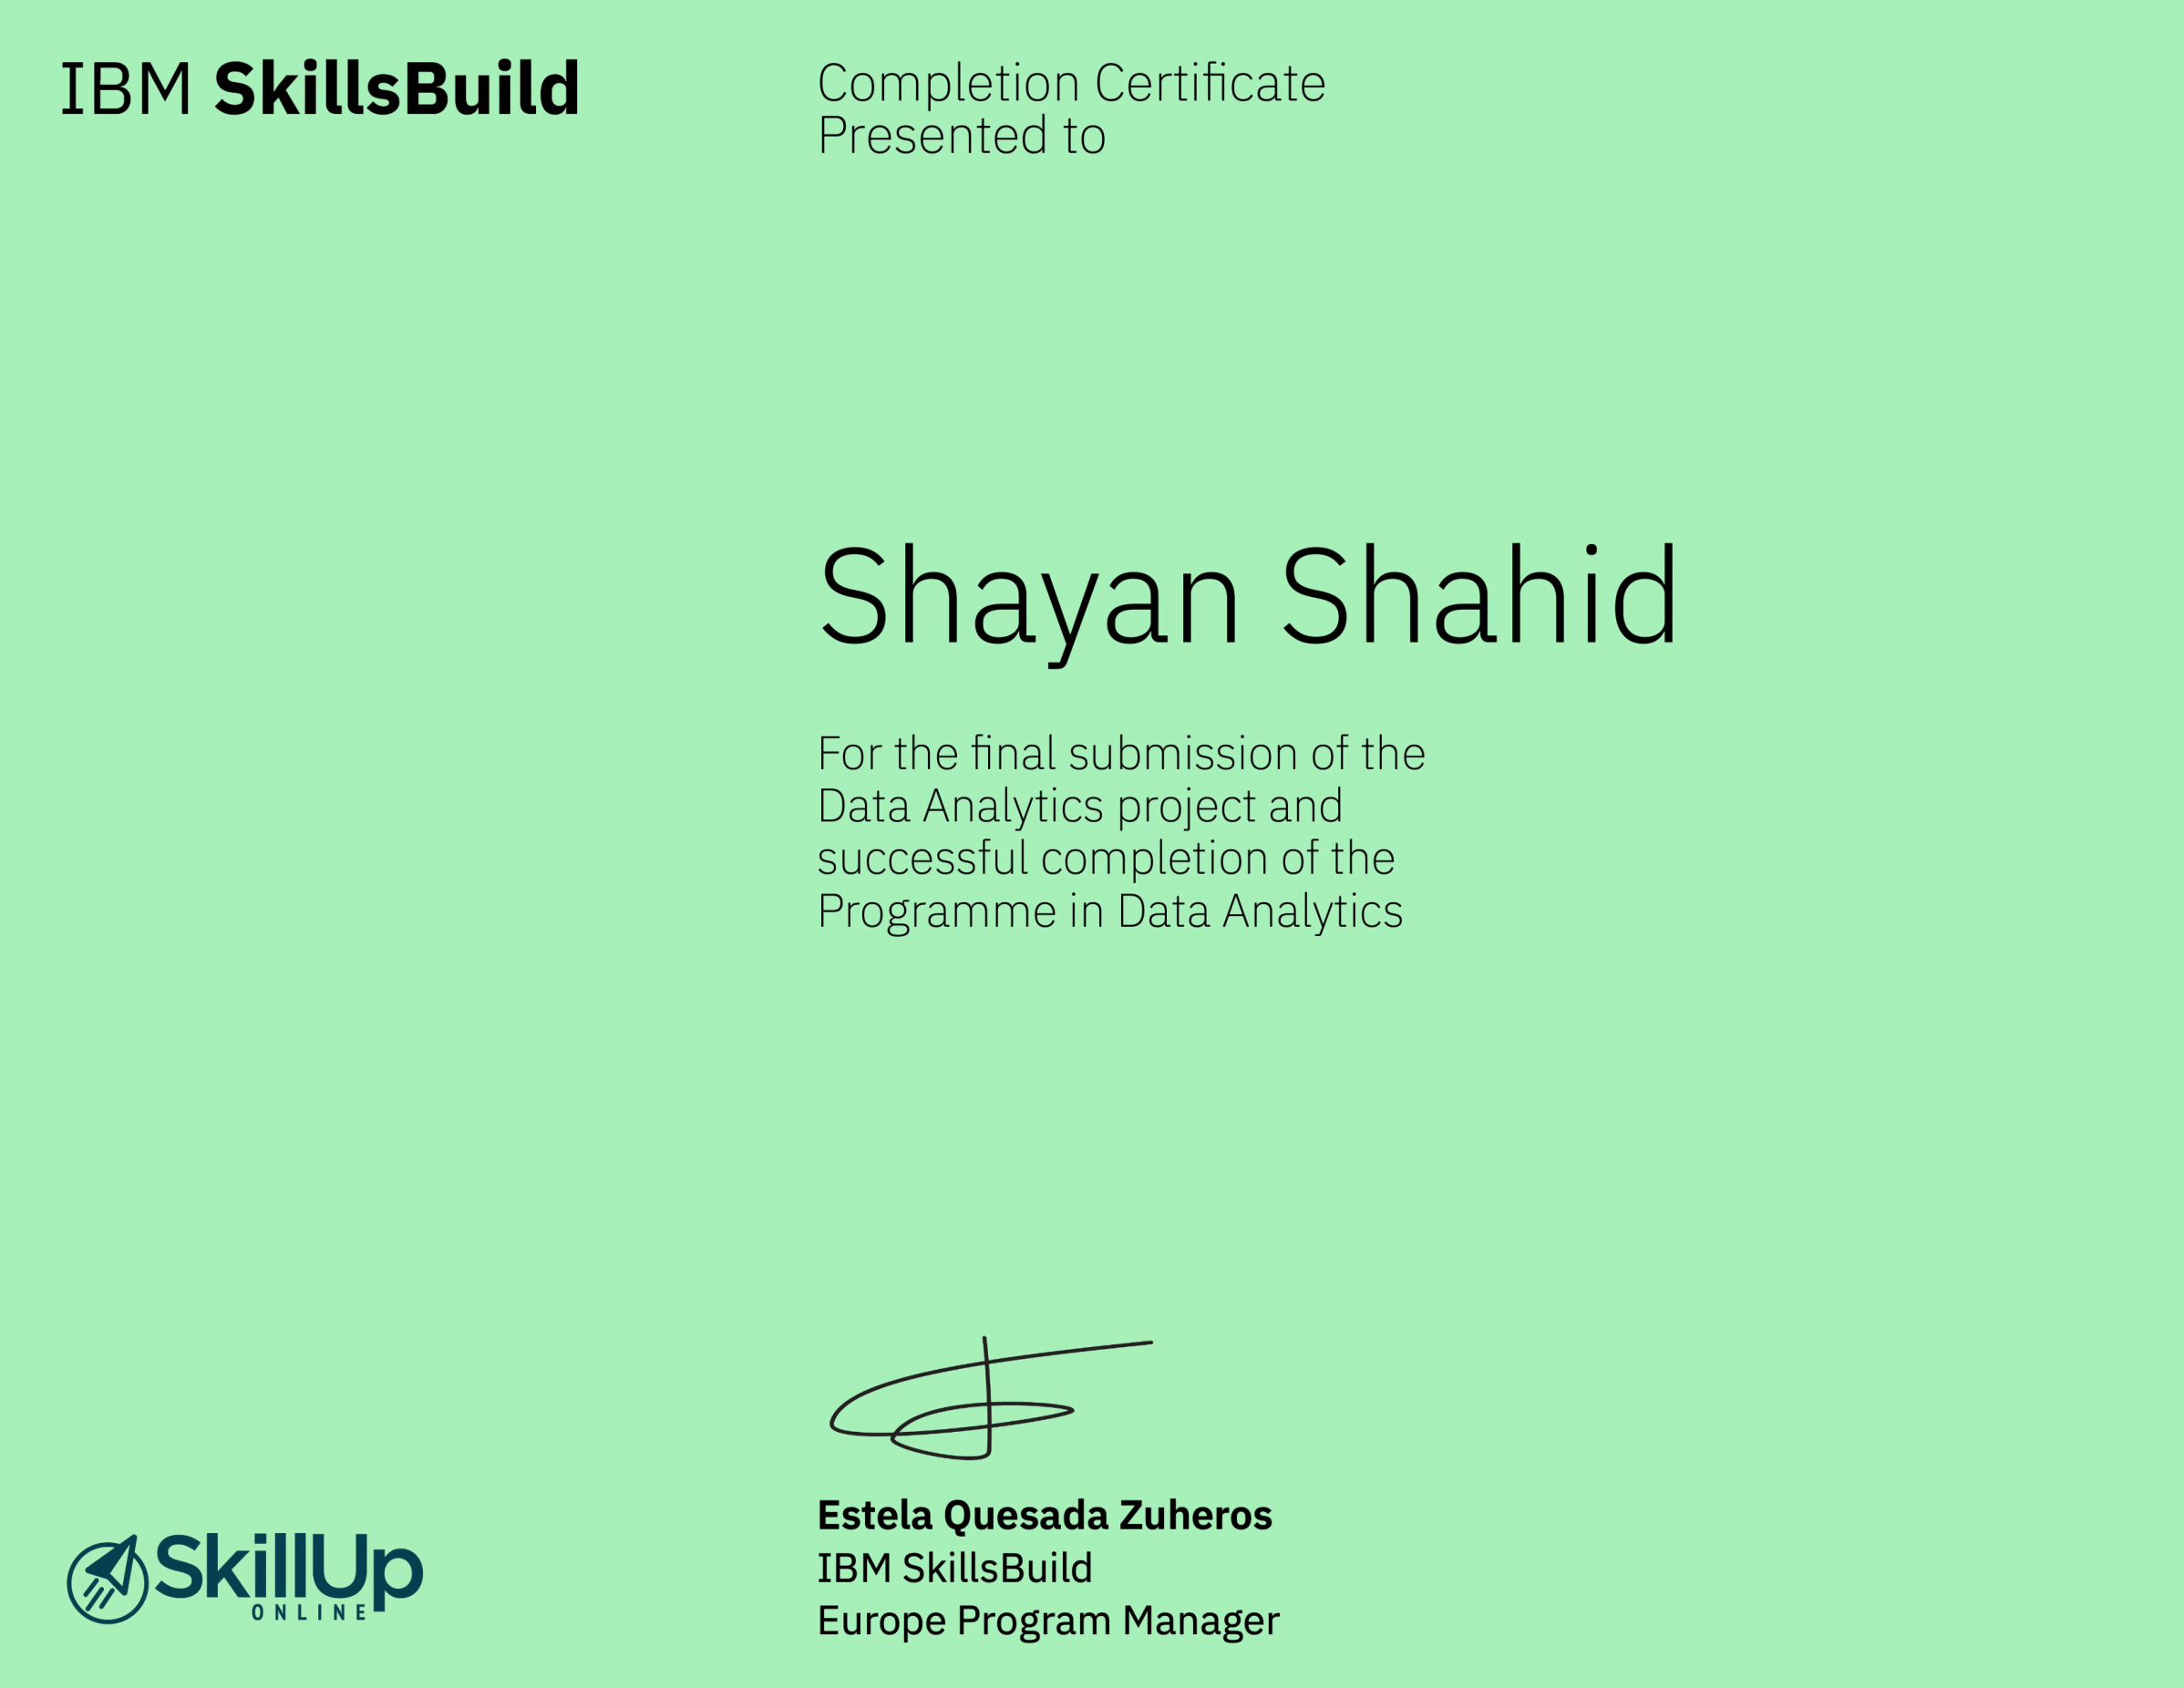 IBM SkillsBuild
Completion Certificate
Presented to
Shayan Shahid
For the final submission of the
Data Analytics project and
successful completion of the
Programme in Data Analytics
Estela Quesada Zuheros
IBM SkillsBuild
Europe Program Manager
SkillUp
ONLINE